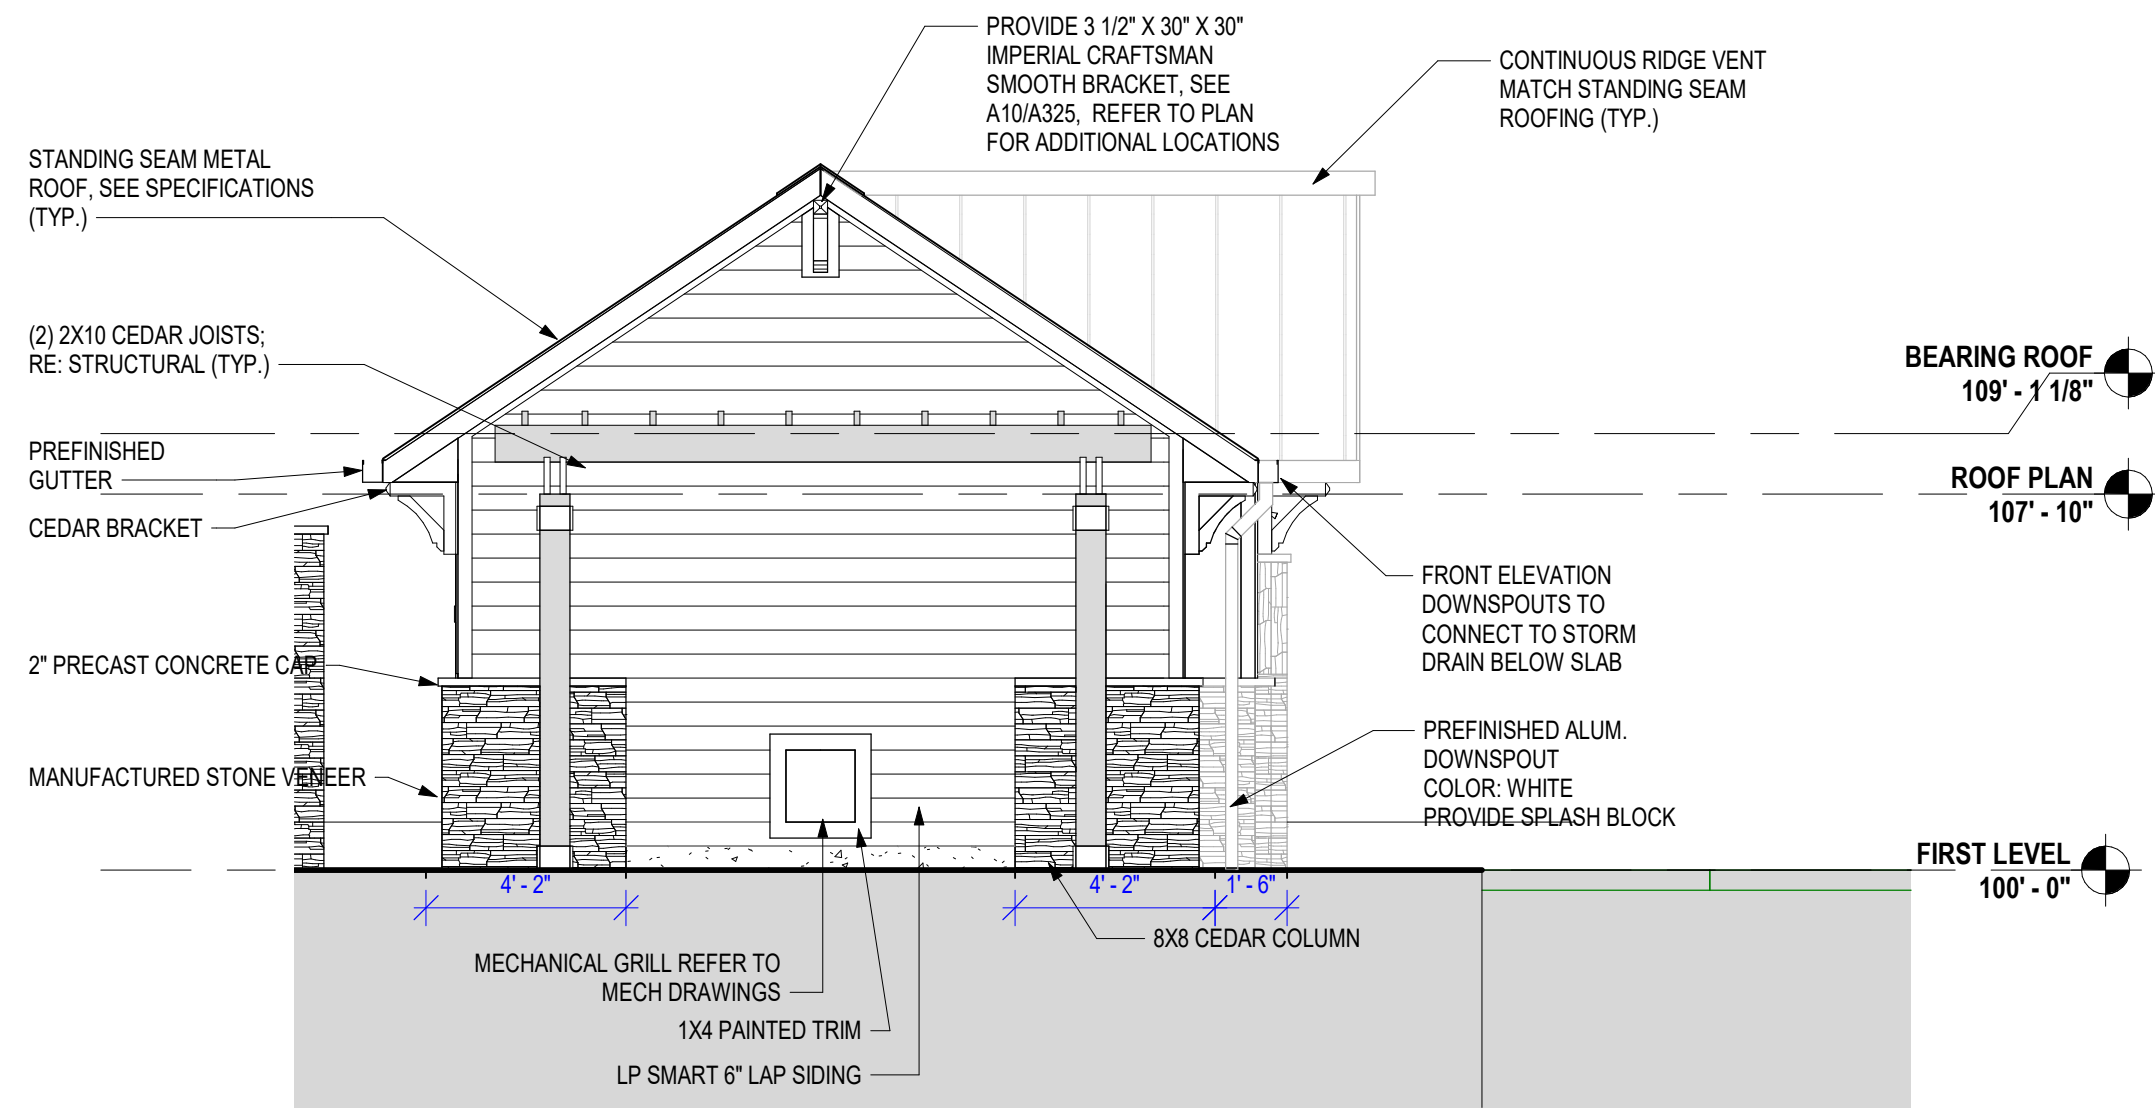 PROVIDE 3 1/2" X 30" X 30"
IMPERIAL CRAFTSMAN
SMOOTH BRACKET, SEE
A10/A325, REFER TO PLAN
FOR ADDITIONAL LOCATIONS
CONTINUOUS RIDGE VENT
MATCH STANDING SEAM
ROOFING (TYP.)
STANDING SEAM METAL
ROOF, SEE SPECIFICATIONS
(TYP.)
(2) 2X10 CEDAR JOISTS;
RE: STRUCTURAL (TYP.)
BEARING ROOF
109' - 1 1/8"
PREFINISHED
GUTTER
ROOF PLAN
107' - 10"
CEDAR BRACKET
FRONT ELEVATION
DOWNSPOUTS TO
CONNECT TO STORM
DRAIN BELOW SLAB
2" PRECAST CONCRETE CAP
PREFINISHED ALUM.
DOWNSPOUT
COLOR: WHITE
PROVIDE SPLASH BLOCK
MANUFACTURED STONE VENEER
FIRST LEVEL
100' - 0"
4' - 2"
4' - 2"
1' - 6"
8X8 CEDAR COLUMN
MECHANICAL GRILL REFER TO
MECH DRAWINGS
1X4 PAINTED TRIM
LP SMART 6" LAP SIDING